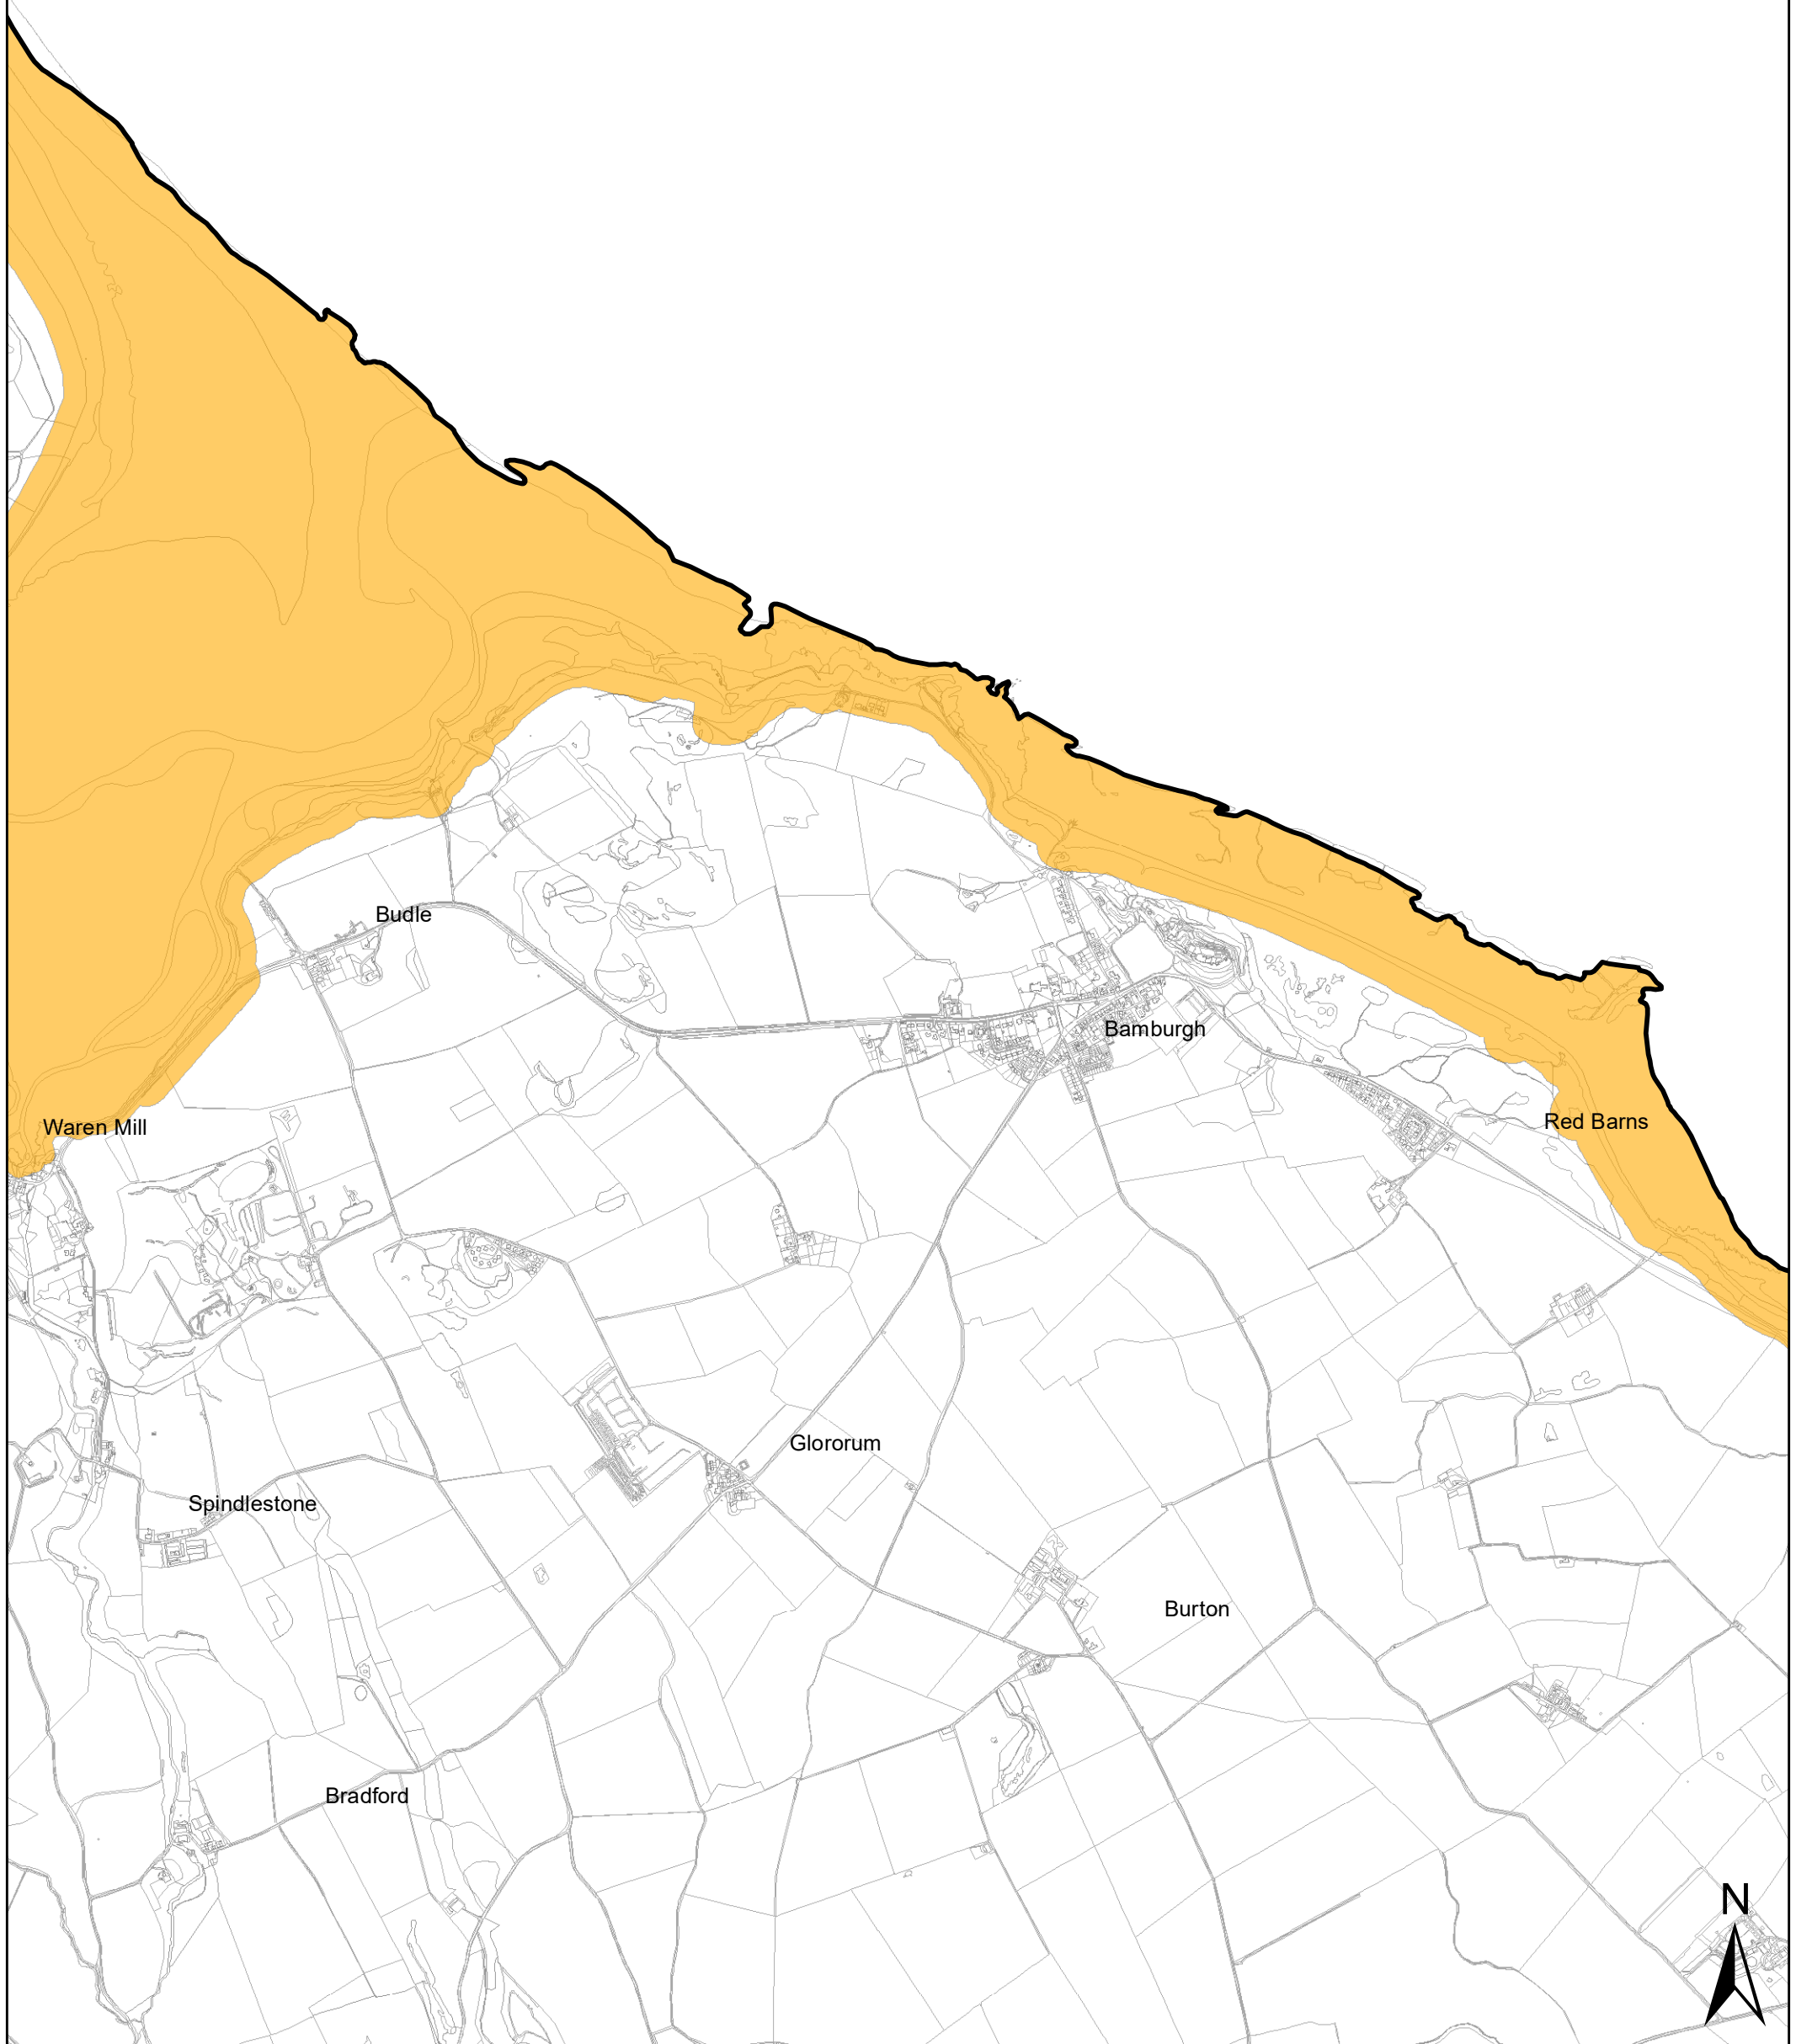 Budle
Bamburgh
Red Barns
Waren Mill
Glororum
Spindlestone
Burton
Bradford
N